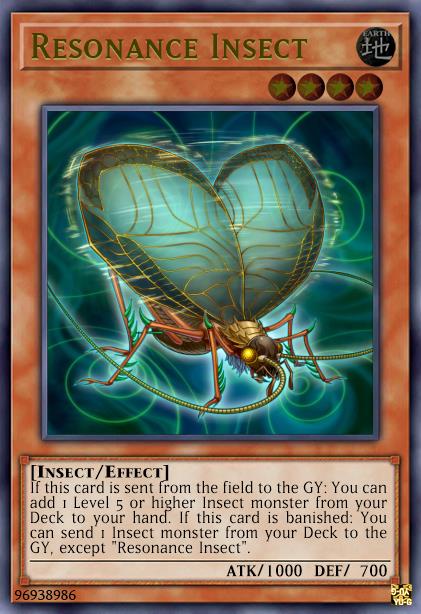 RESONANCE INSECT
EARTH
地
[INSECT/EFFECT]
If this card is sent from the field to the GY: You can
add 1 Level 5 or higher Insect monster from your
Deck to your hand. If this card is banished: You
can send 1 Insect monster from your Deck to the
GY, except "Resonance Insect".
ATK/1000 DEF/ 700
96938986